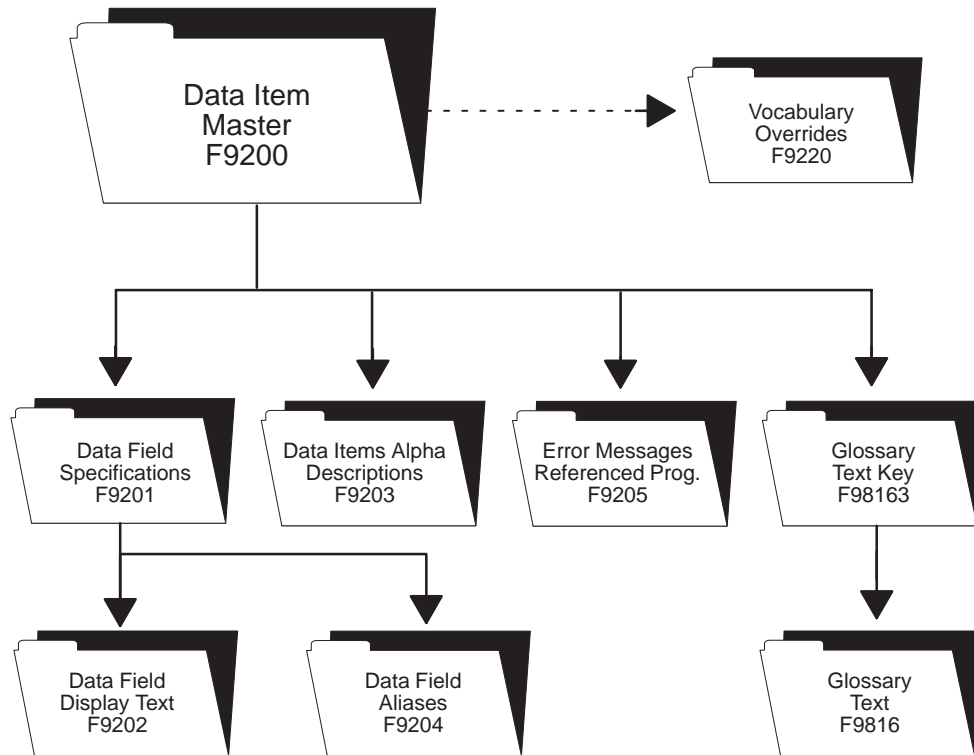 Data Item
Master
F9200
Vocabulary
Overrides
F9220
Data Field
Specifications
F9201
Data Items Alpha
Descriptions
F9203
Error Messages
Referenced Prog.
F9205
Glossary
Text Key
F98163
Data Field
Display Text
F9202
Data Field
Aliases
F9204
Glossary
Text
F9816